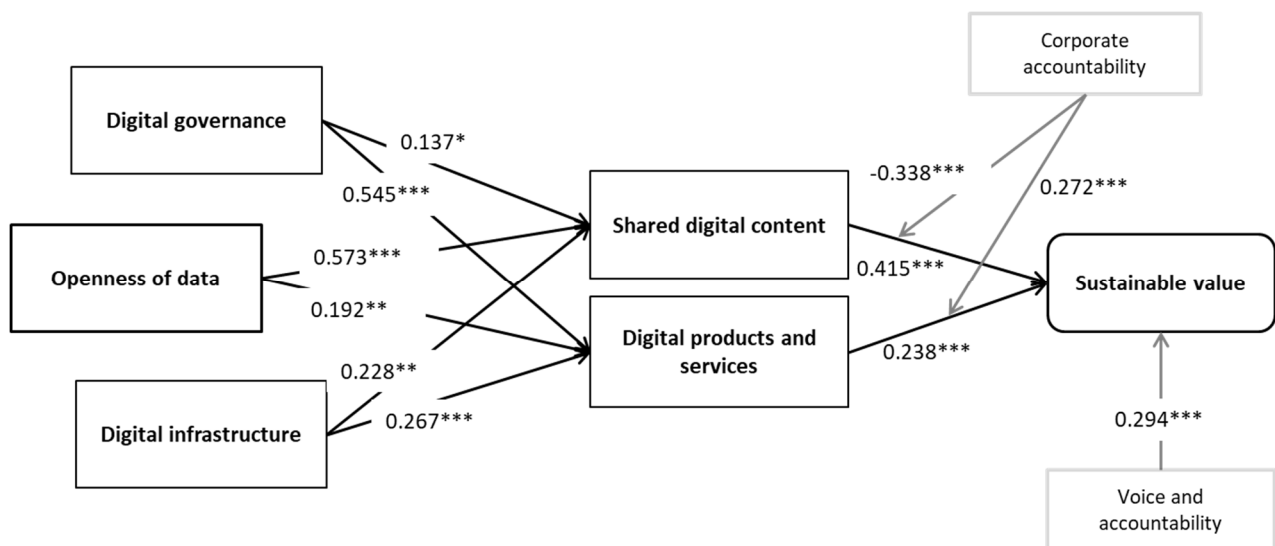 Corporate
accountability
Digital governance
0.137*
-0.338***
0.272***
0.545***
Shared digital content
Openness of data
0.573***
0.415***
Sustainable value
0.192**
Digital products and
services
0.238***
0.228**
Digital infrastructure
0.267***
0.294***
Voice and
accountability